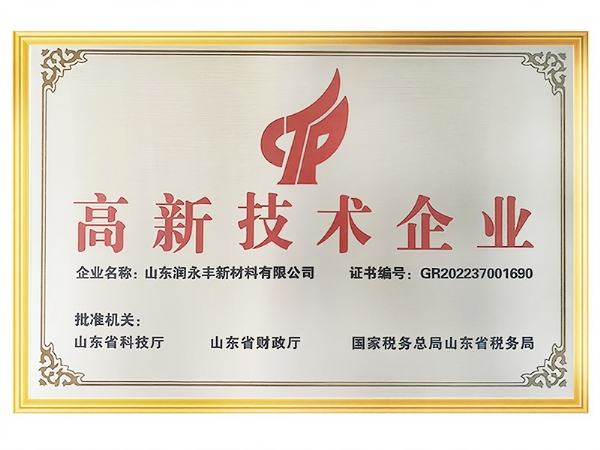 CTP
高新技术企业
企业名称：山东润永丰新材料有限公司 证书编号：GR202237001690
批准机关：
山东省科技厅 山东省财政厅 国家税务总局山东省税务局